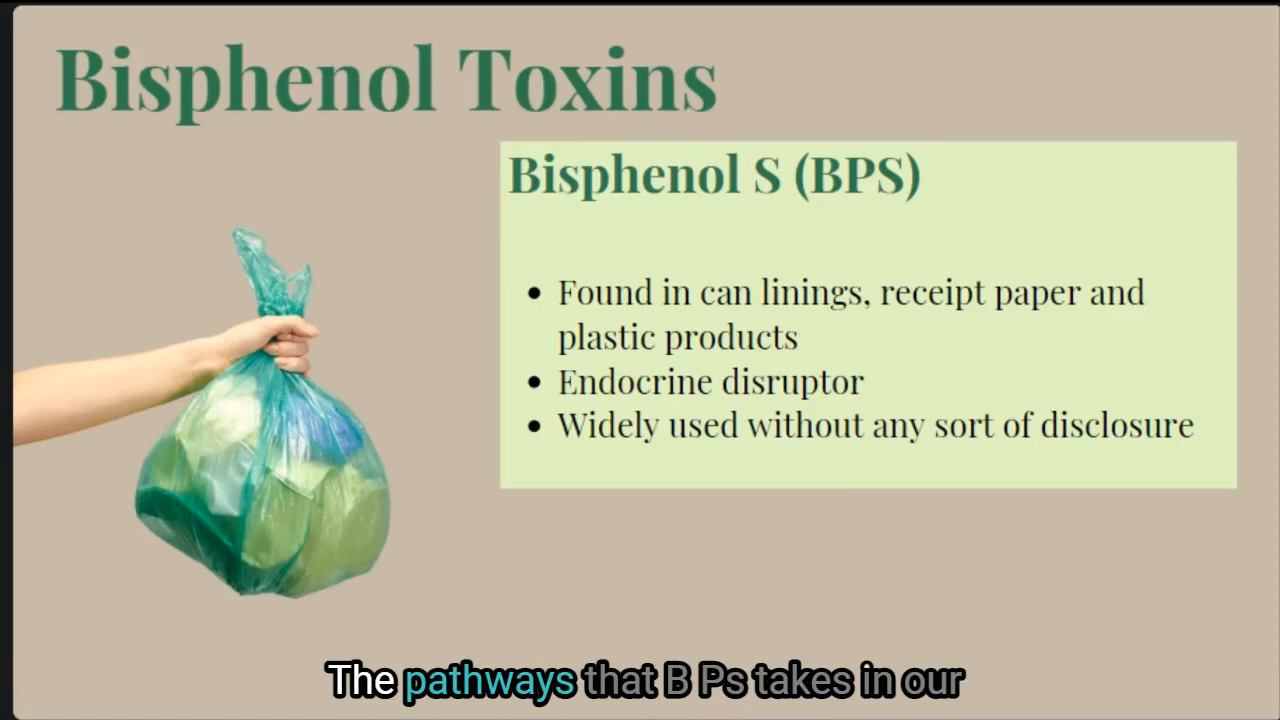 Bisphenol Toxins
Bisphenol S (BPS)
• Found in can linings, receipt paper and
plastic products
• Endocrine disruptor
• Widely used without any sort of disclosure
The pathways that B Ps takes in our